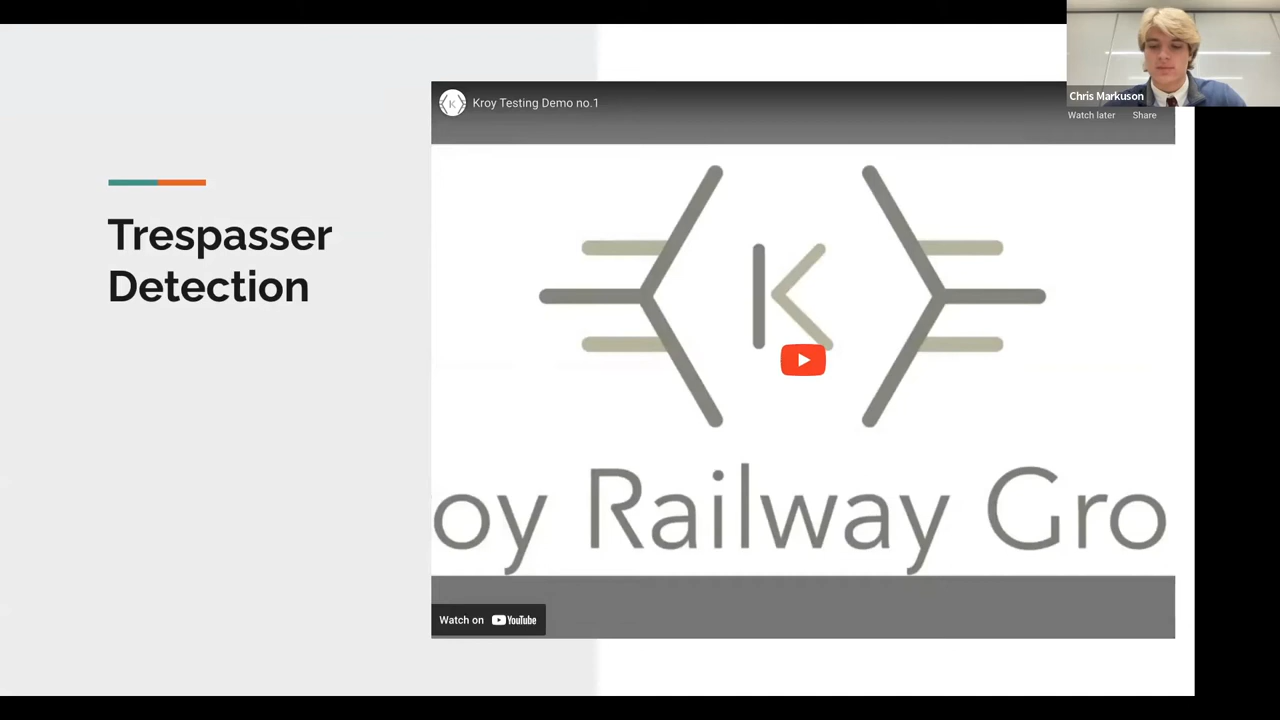 Kroy Testing Demo no.1
Chris Markuson
Watch later
Share
Trespasser
Detection
K
K
oy Railway Gro
Watch on YouTube